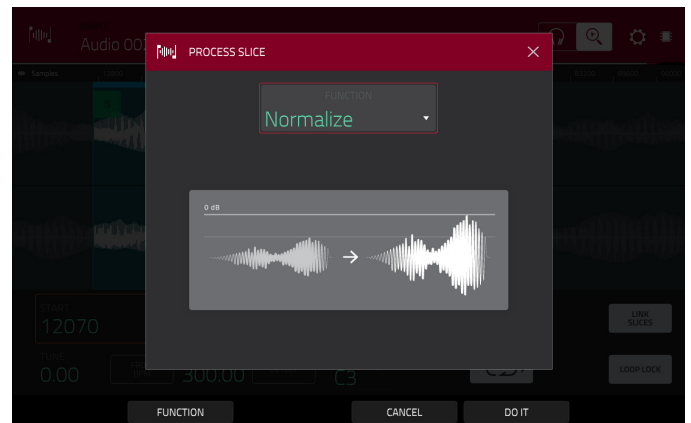 Audio 002
PROCESS SLICE
Samples
FUNCTION
Normalize
0 dB
START
12070
LINK
SLICES
TUNE
0.00
300.00
C3
LOOP LOCK
FUNCTION
CANCEL
DO IT